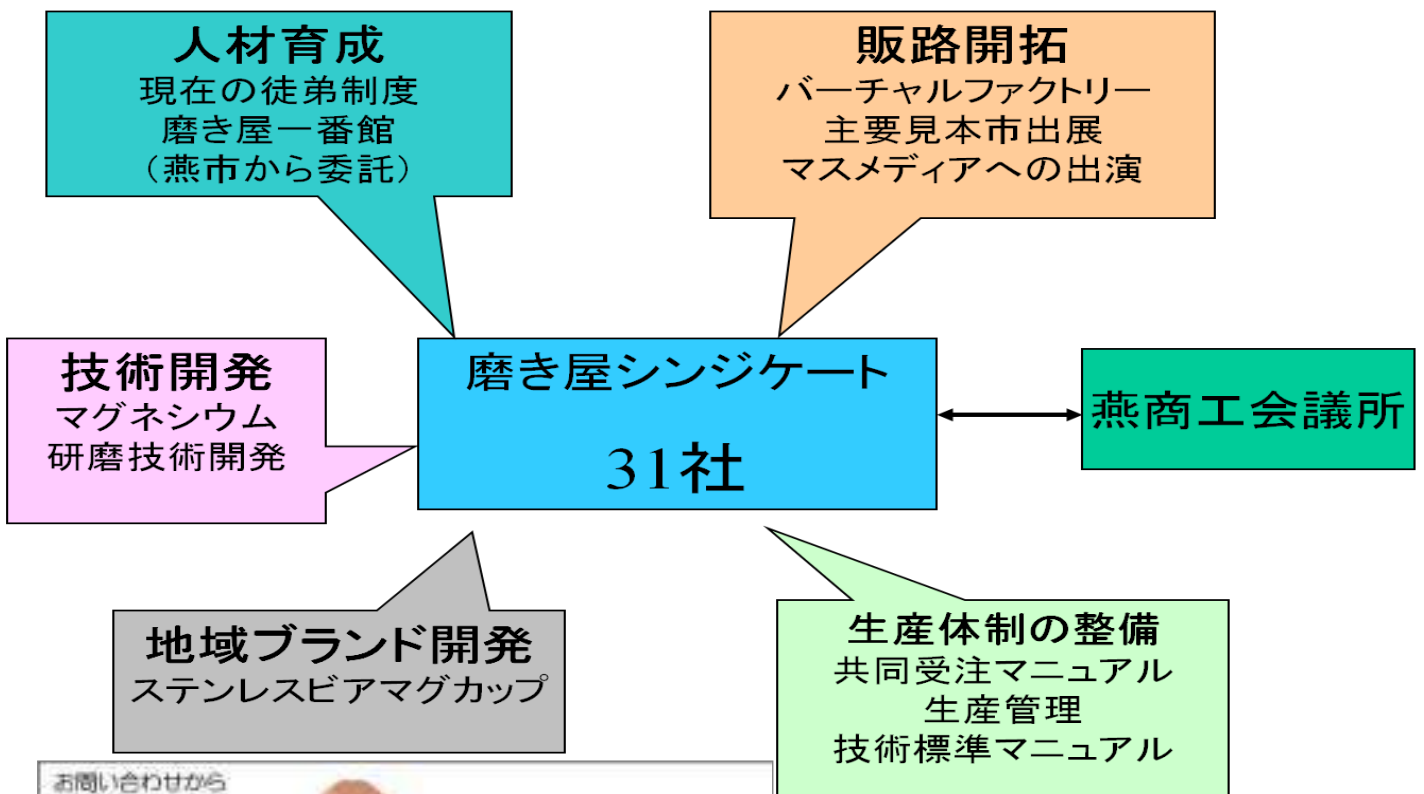 人材育成
現在の徒弟制度
磨き屋一番館
（燕市から委託）
販路開拓
バーチャルファクトリー
主要見本市出展
マスメディアへの出演
技術開発
マグネシウム
研磨技術開発
磨き屋シンジケート
31社
燕商工会議所
地域ブランド開発
ステンレスビアマグカップ
生産体制の整備
共同受注マニュアル
生産管理
技術標準マニュアル
お問い合わせから